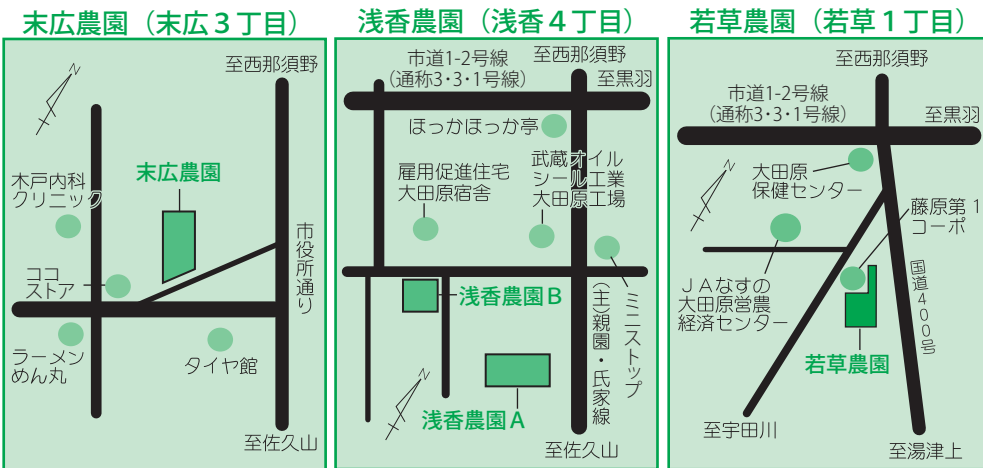 末広農園（末広３丁目）
至西那須野
N
木戸内科
クリニック
末広農園
市役所通り
ココ
ストア
ラーメン
めん丸
タイヤ館
至佐久山
浅香農園（浅香４丁目）
市道1-2号線
（通称3・3・1号線）
至西那須野
至黒羽
ほっかほっか亭
雇用促進住宅
大田原宿舎
武蔵オイル
シール工業
大田原工場
浅香農園Ｂ
(主)親園・氏家線
ミニストップ
N
浅香農園Ａ
至佐久山
若草農園（若草１丁目）
至西那須野
市道1-2号線
（通称3・3・1号線）
至黒羽
N
大田原
保健センター
藤原第１
コーポ
ＪＡなすの
大田原営農
経済センター
国道４００号
若草農園
至宇田川
至湯津上